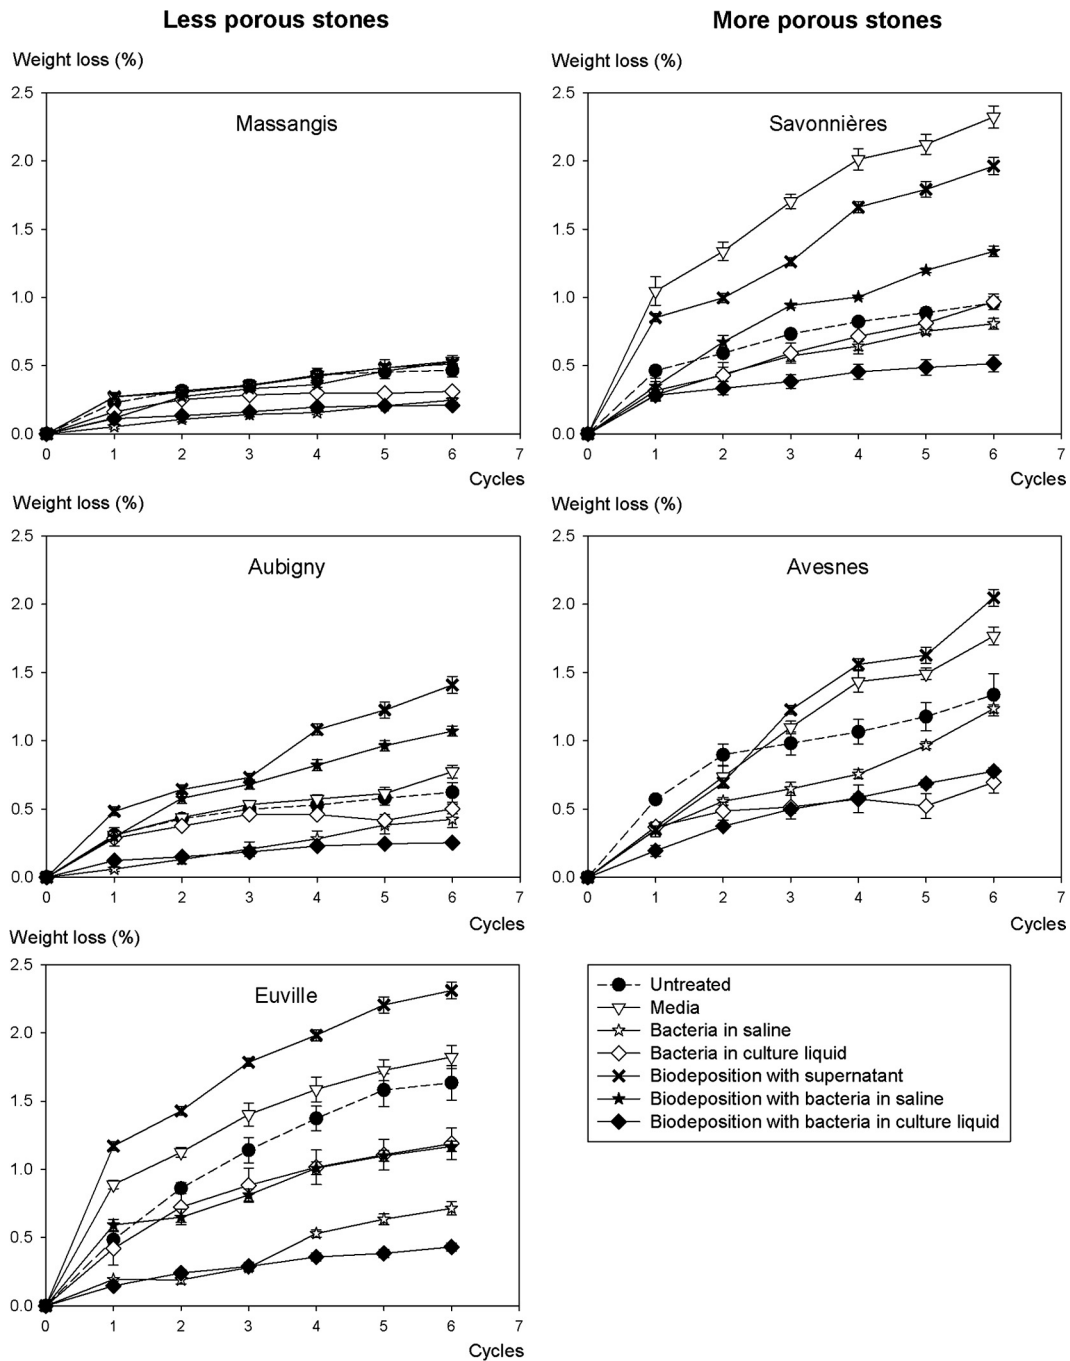 Less porous stones
More porous stones
Weight loss (%)
Weight loss (%)
2.5
2.0
1.5
1.0
0.5
0.0
Massangis
0 1 2 3 4 5 6 7
Cycles
2.5
2.0
1.5
1.0
0.5
0.0
Savonnières
0 1 2 3 4 5 6 7
Cycles
Weight loss (%)
Weight loss (%)
2.5
2.0
1.5
1.0
0.5
0.0
Aubigny
0 1 2 3 4 5 6 7
Cycles
2.5
2.0
1.5
1.0
0.5
0.0
Avesnes
0 1 2 3 4 5 6 7
Cycles
Weight loss (%)
2.5
2.0
1.5
1.0
0.5
0.0
Euville
0 1 2 3 4 5 6 7
Cycles
Untreated
Media
Bacteria in saline
Bacteria in culture liquid
Biodeposition with supernatant
Biodeposition with bacteria in saline
Biodeposition with bacteria in culture liquid